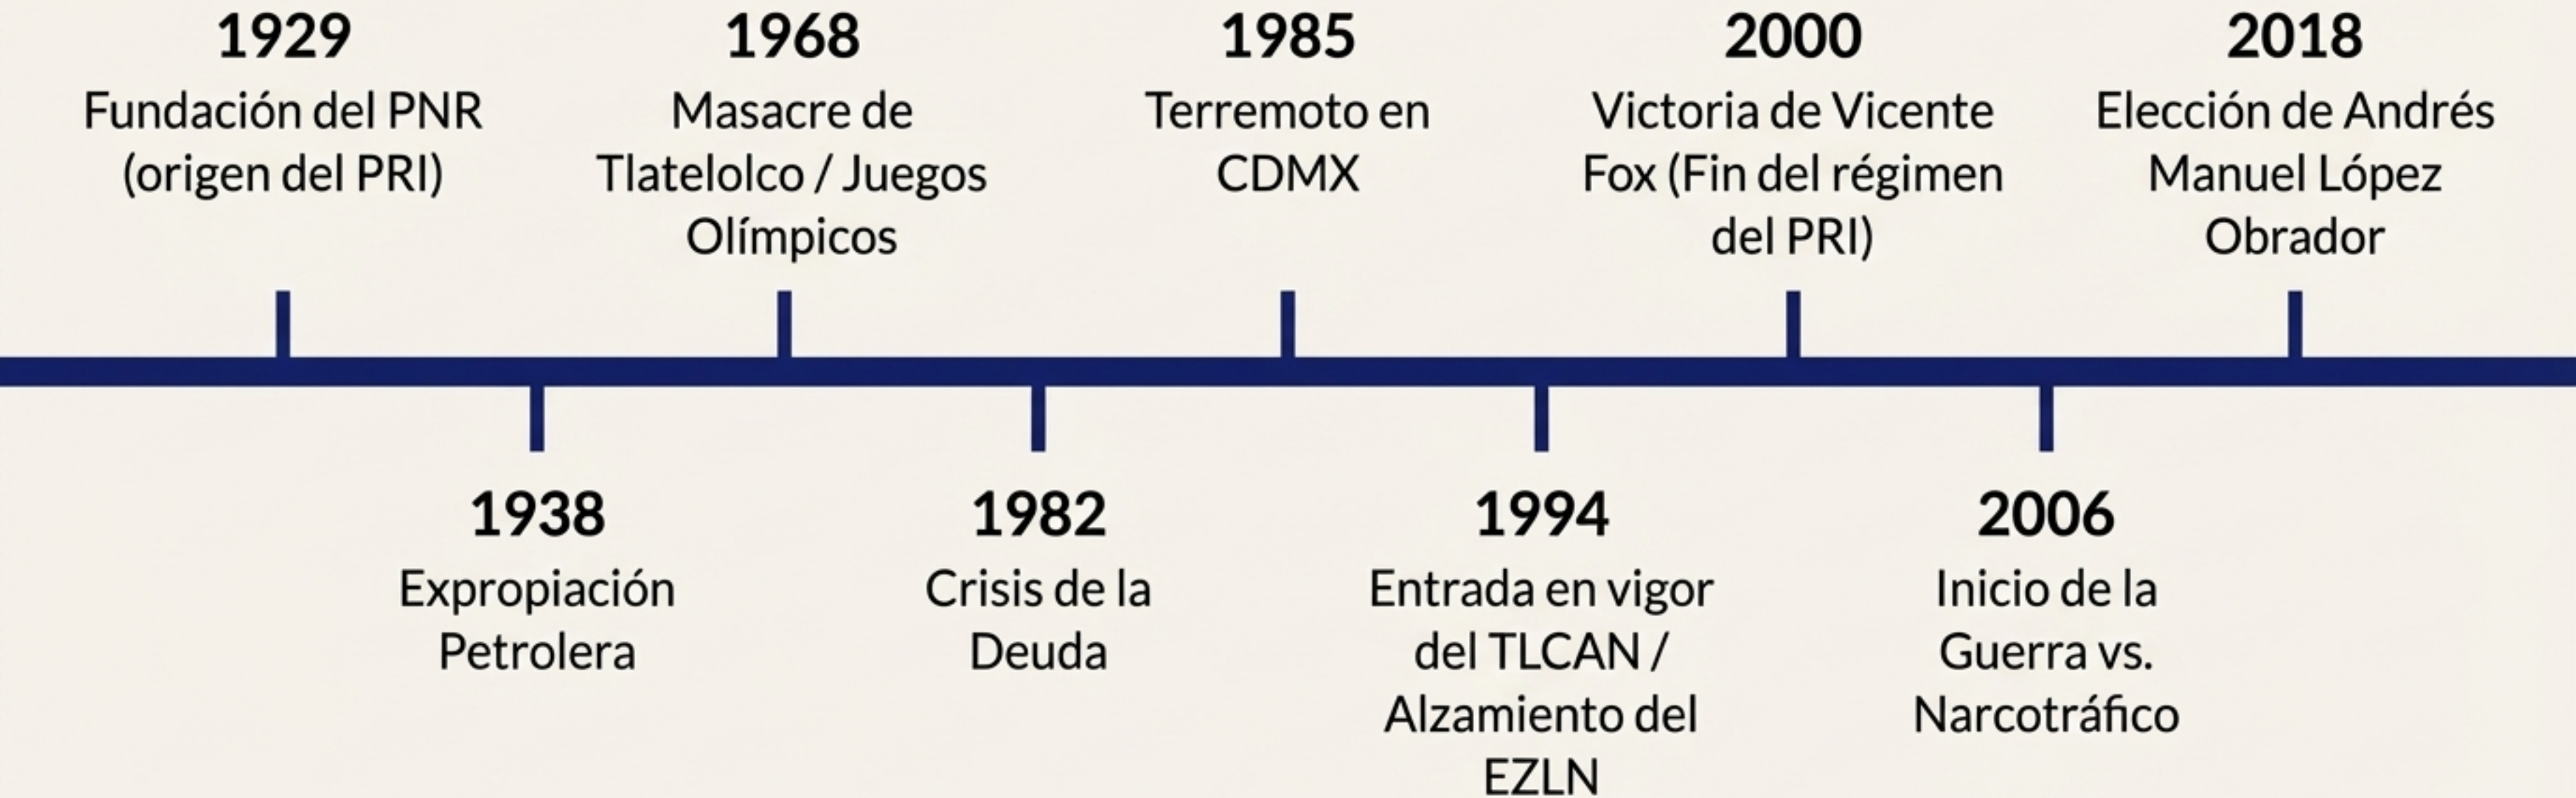 1929
Fundación del PNR
(origen del PRI)
1968
Masacre de
Tlatelolco / Juegos
Olímpicos
1985
Terremoto en
CDMX
2000
Victoria de Vicente
Fox (Fin del régimen
del PRI)
2018
Elección de Andrés
Manuel López
Obrador
1938
Expropiación
Petrolera
1982
Crisis de la
Deuda
1994
Entrada en vigor
del TLCAN /
Alzamiento del
EZLN
2006
Inicio de la
Guerra vs.
Narcotráfico